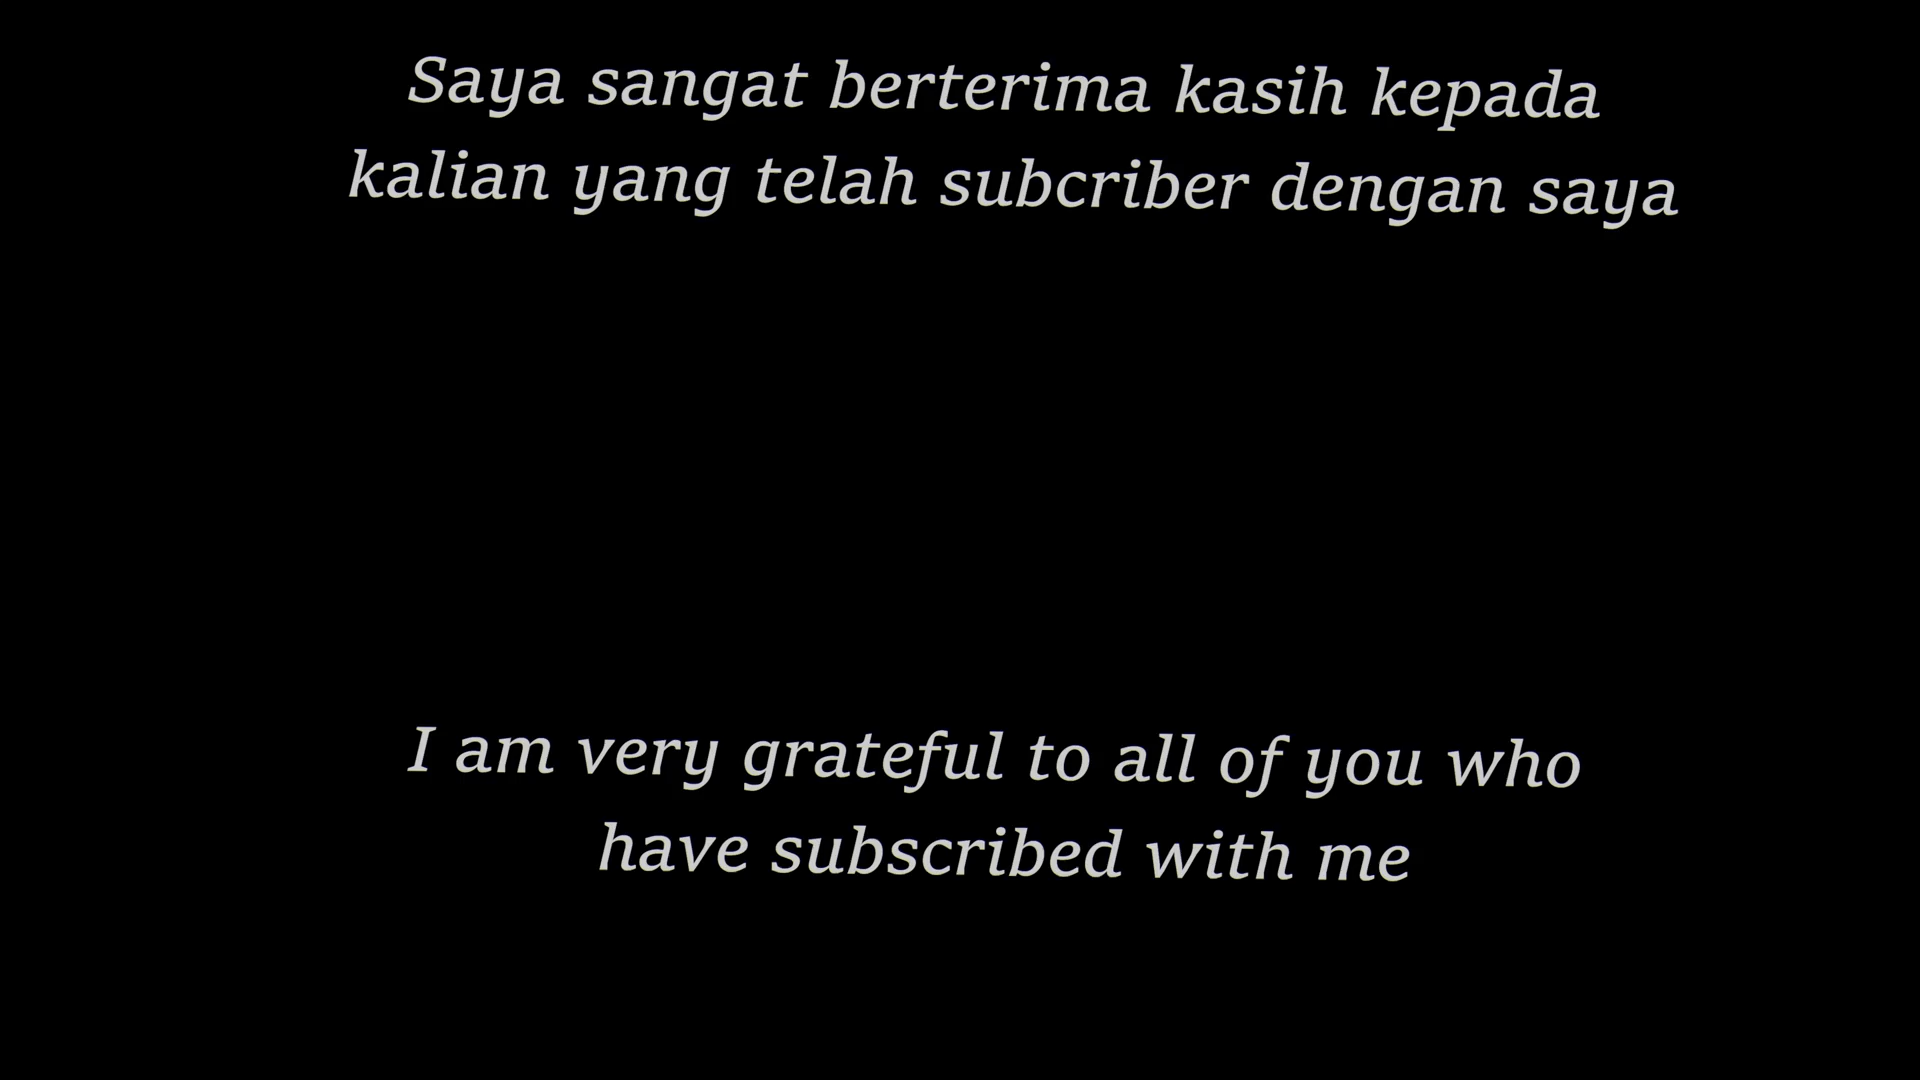 Saya sangat berterima kasih kepada
kalian yang telah subcriber dengan saya
I am very grateful to all of you who
have subscribed with me